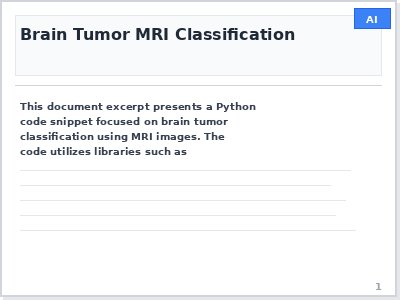 AI
Brain Tumor MRI Classification
This document excerpt presents a Python
code snippet focused on brain tumor
classification using MRI images. The
code utilizes libraries such as
1